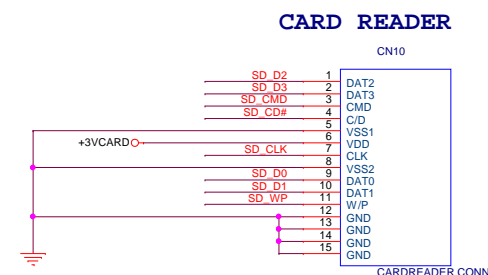 CARD READER
CN10
SD_D2 1 DAT2
SD_D3 2 DAT3
SD_CMD 3 CMD
SD_CD# 4 C/D
5 VSS1
+3VCARD 6 VDD
SD_CLK 7 CLK
8 VSS2
SD_D0 9 DAT0
SD_D1 10 DAT1
SD_WP 11 W/P
12 GND
13 GND
14 GND
15 GND
CARDREADER CONN